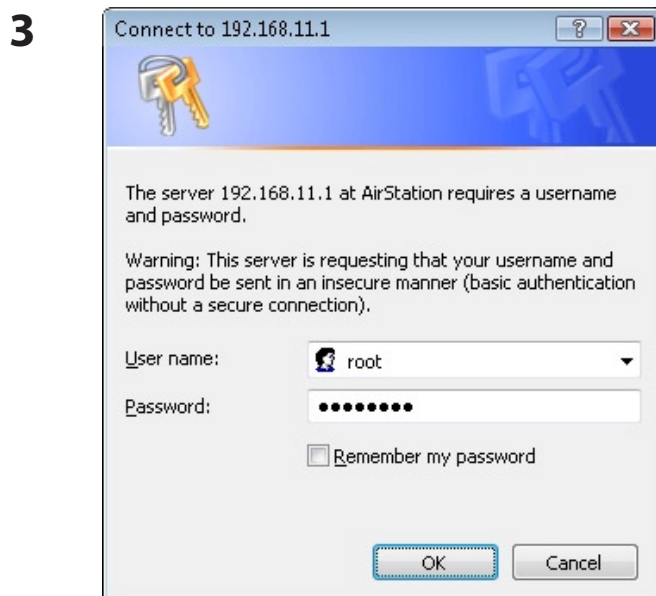 3
Connect to 192.168.11.1
The server 192.168.11.1 at AirStation requires a username
and password.
Warning: This server is requesting that your username and
password be sent in an insecure manner (basic authentication
without a secure connection).
User name:
root
Password:
••••••••
Remember my password
OK
Cancel